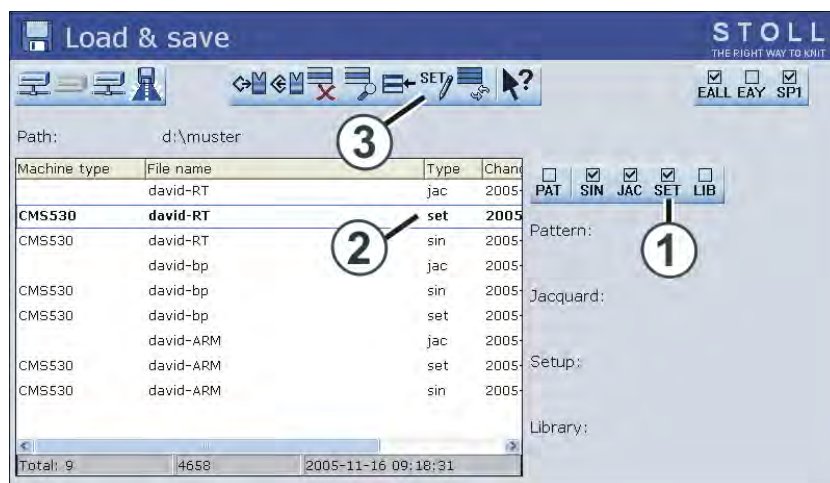 Load & save
STOLL
THE RIGHT WAY TO KNIT
SET
?
EALL EAY SP1
Path: d:\muster
3
Machine type File name Type Chang
david-RT jac 2005-
CMS530 david-RT set 2005
CMS530 david-RT sin 2005-
david-bp jac 2005-
CMS530 david-bp sin 2005-
CMS530 david-bp set 2005-
david-ARM jac 2005-
CMS530 david-ARM set 2005-
CMS530 david-ARM sin 2005-
Total: 9 4658 2005-11-16 09:18:31
2
PAT SIN JAC SET LIB
1
Pattern:
Jacquard:
Setup:
Library: